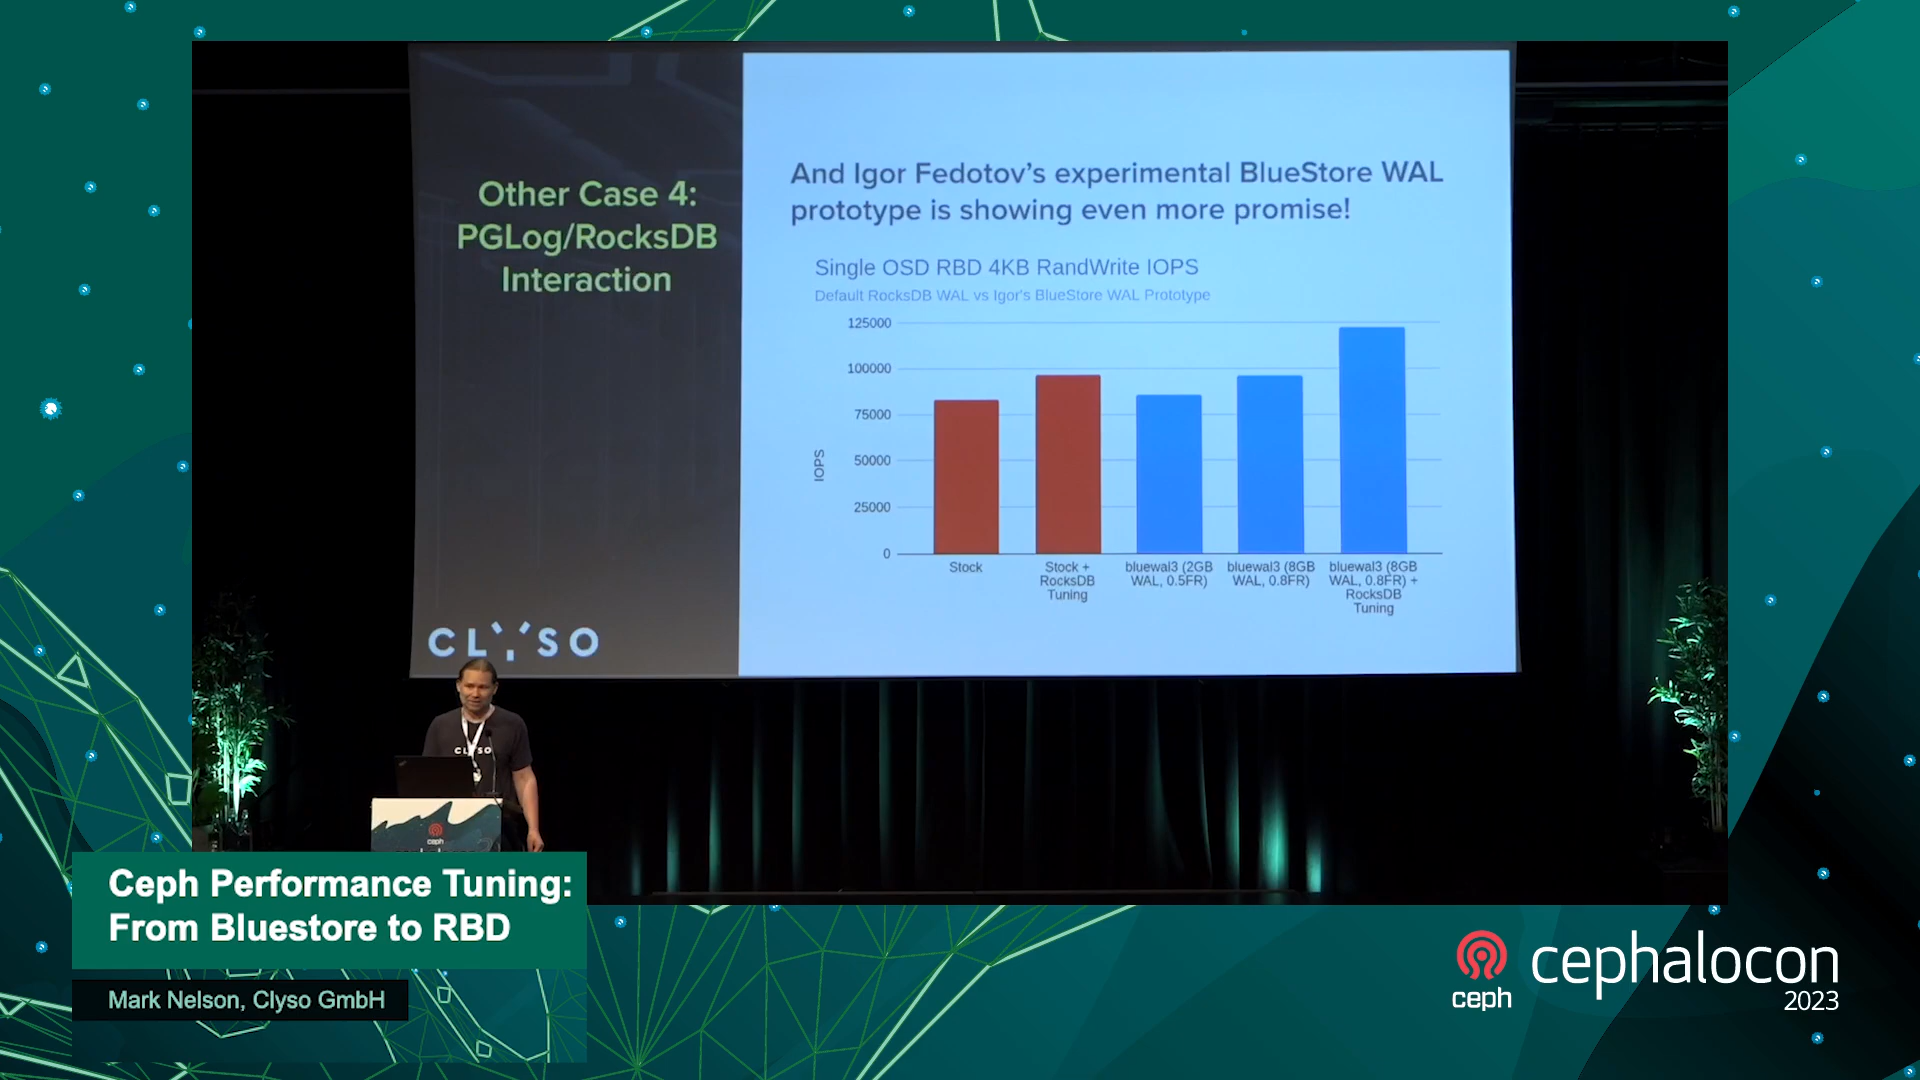 Other Case 4:
PGLog/RocksDB
Interaction
CLYSO
And Igor Fedotov's experimental BlueStore WAL
prototype is showing even more promise!
Single OSD RBD 4KB RandWrite IOPS
Default RocksDB WAL vs Igor's BlueStore WAL Prototype
IOPS
125000
100000
75000
50000
25000
0
Stock
Stock +
RocksDB
Tuning
bluewal3 (2GB
WAL, 0.5FR)
bluewal3 (8GB
WAL, 0.8FR)
bluewal3 (8GB
WAL, 0.8FR) +
RocksDB
Tuning
CLYSO
ceph
Ceph Performance Tuning:
From Bluestore to RBD
Mark Nelson, Clyso GmbH
ceph
cephalocon
2023